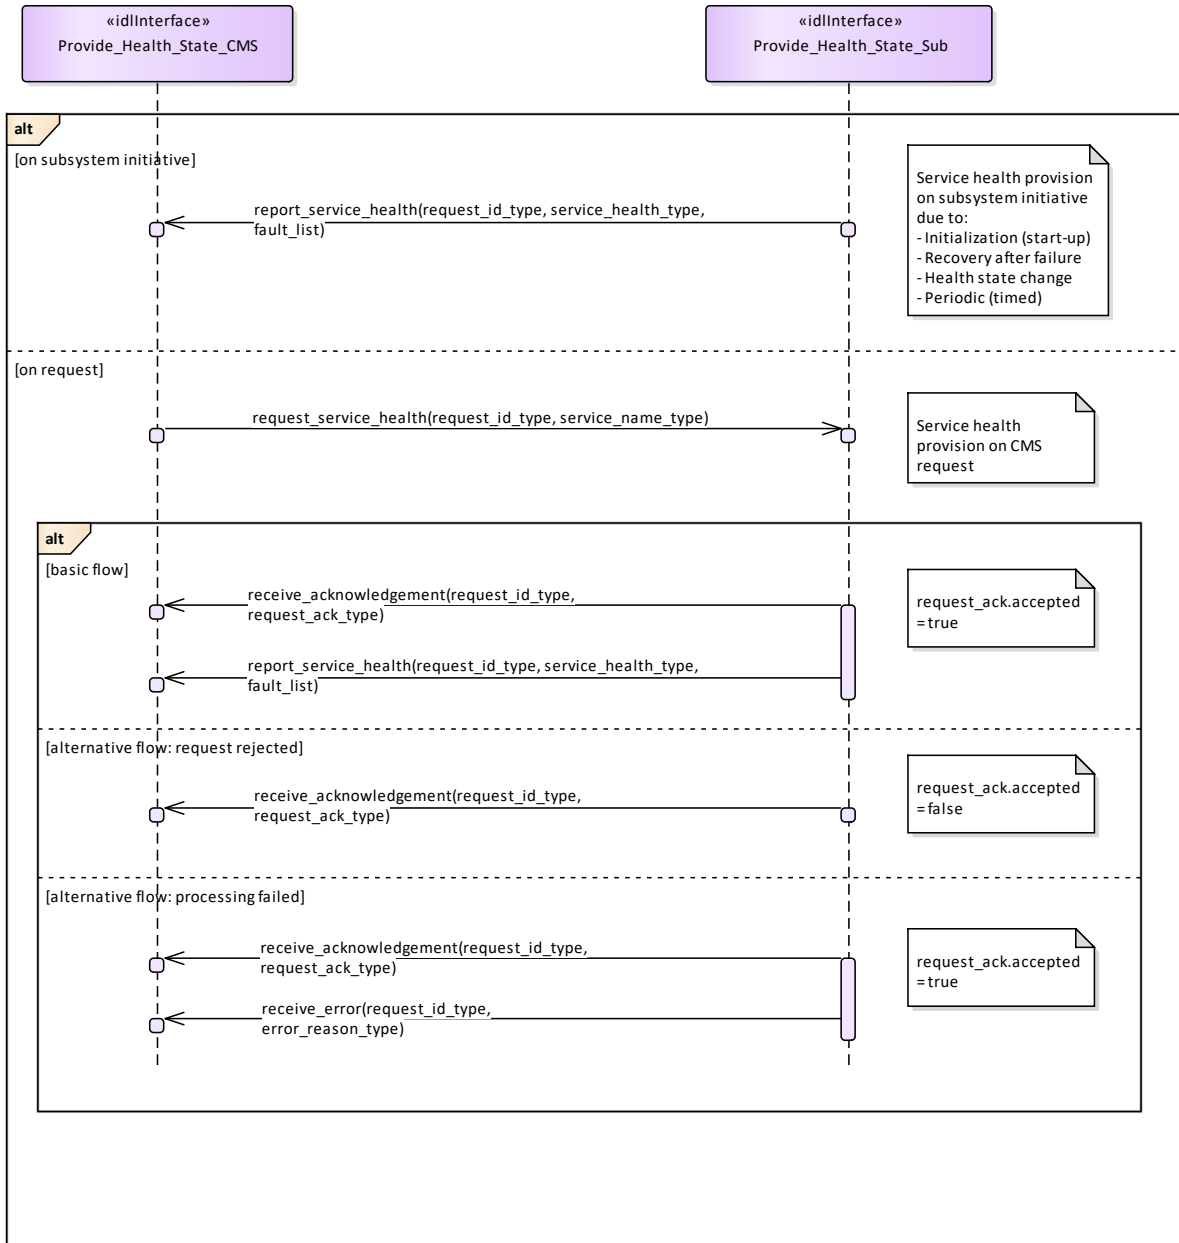 «idlInterface»
Provide_Health_State_CMS
«idlInterface»
Provide_Health_State_Sub
alt
[on subsystem initiative]
report_service_health(request_id_type, service_health_type,
fault_list)
Service health provision
on subsystem initiative
due to:
- Initialization (start-up)
- Recovery after failure
- Health state change
- Periodic (timed)
[on request]
request_service_health(request_id_type, service_name_type)
Service health
provision on CMS
request
alt
[basic flow]
receive_acknowledgement(request_id_type,
request_ack_type)
request_ack.accepted
= true
report_service_health(request_id_type, service_health_type,
fault_list)
[alternative flow: request rejected]
receive_acknowledgement(request_id_type,
request_ack_type)
request_ack.accepted
= false
[alternative flow: processing failed]
receive_acknowledgement(request_id_type,
request_ack_type)
request_ack.accepted
= true
receive_error(request_id_type,
error_reason_type)